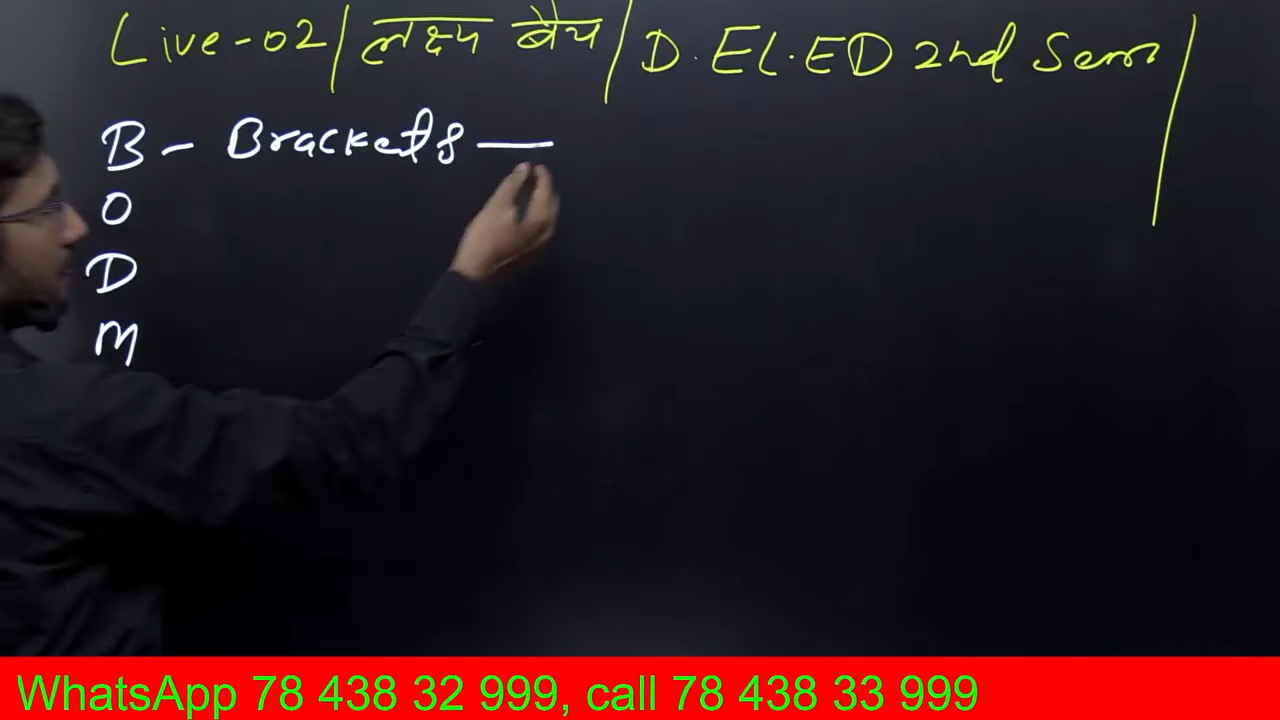 Live-02/ लक्ष्य बैच / D.EL.ED 2nd Sem /
B - Brackets —
O
D
M
WhatsApp 78 438 32 999, call 78 438 33 999